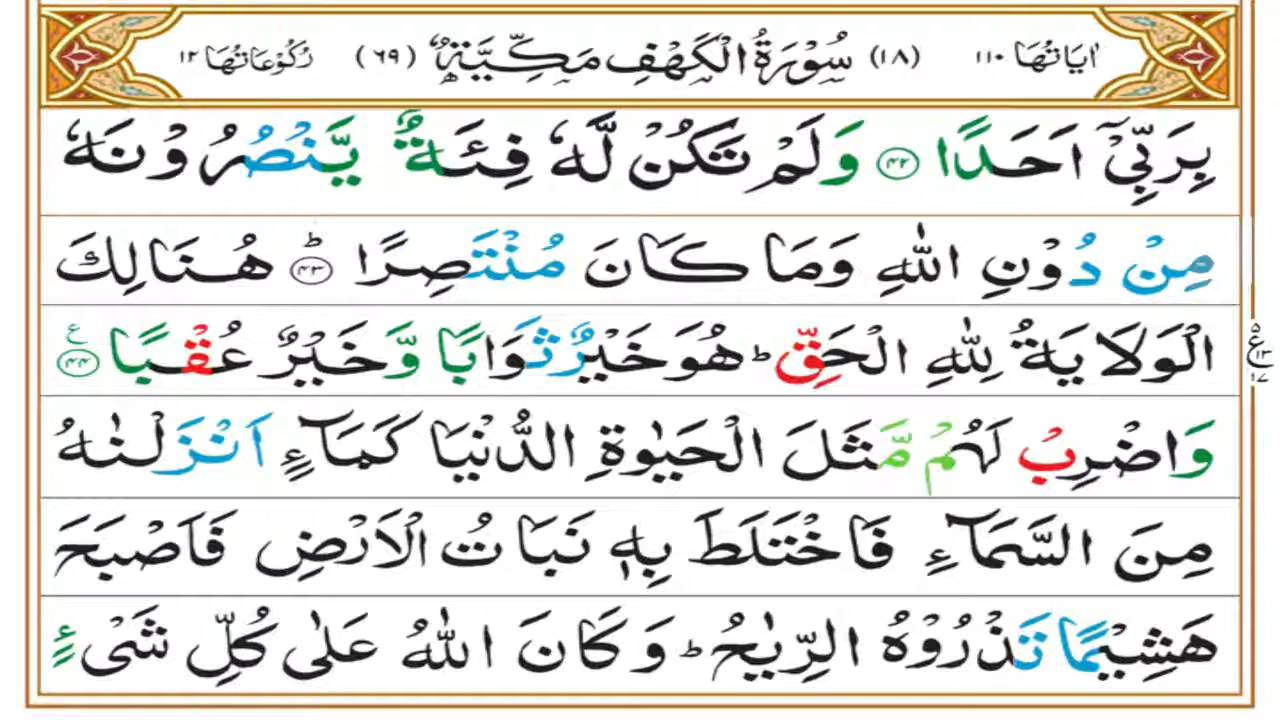 اٰيَاتُهَا ١١٠ (١٨) سُوْرَةُ الْكَهْفِ مَكِّيَّةٌ (٦٩) رُكُوْعَاتُهَا ١٢
بِرَبِّيْٓ اَحَدًا ﴿٤٢﴾ وَلَمْ تَكُنْ لَّهٗ فِئَةٌ يَّنْصُرُوْنَهٗ
مِنْ دُوْنِ اللّٰهِ وَمَا كَانَ مُنْتَصِرًا ؕ ﴿٤٣﴾ هُنَالِكَ
الْوَلَايَةُ لِلّٰهِ الْحَقِّ ؕ هُوَ خَيْرٌ ثَوَابًا وَّ خَيْرٌ عُقْبًا ﴿٤٤﴾ ع
وَاضْرِبْ لَهُمْ مَّثَلَ الْحَيٰوةِ الدُّنْيَا كَمَآءٍ اَنْزَلْنٰهُ
مِنَ السَّمَآءِ فَاخْتَلَطَ بِهٖ نَبَاتُ الْاَرْضِ فَاَصْبَحَ
هَشِيْمًا تَذْرُوْهُ الرِّيٰحُ ؕ وَكَانَ اللّٰهُ عَلٰى كُلِّ شَىْءٍ